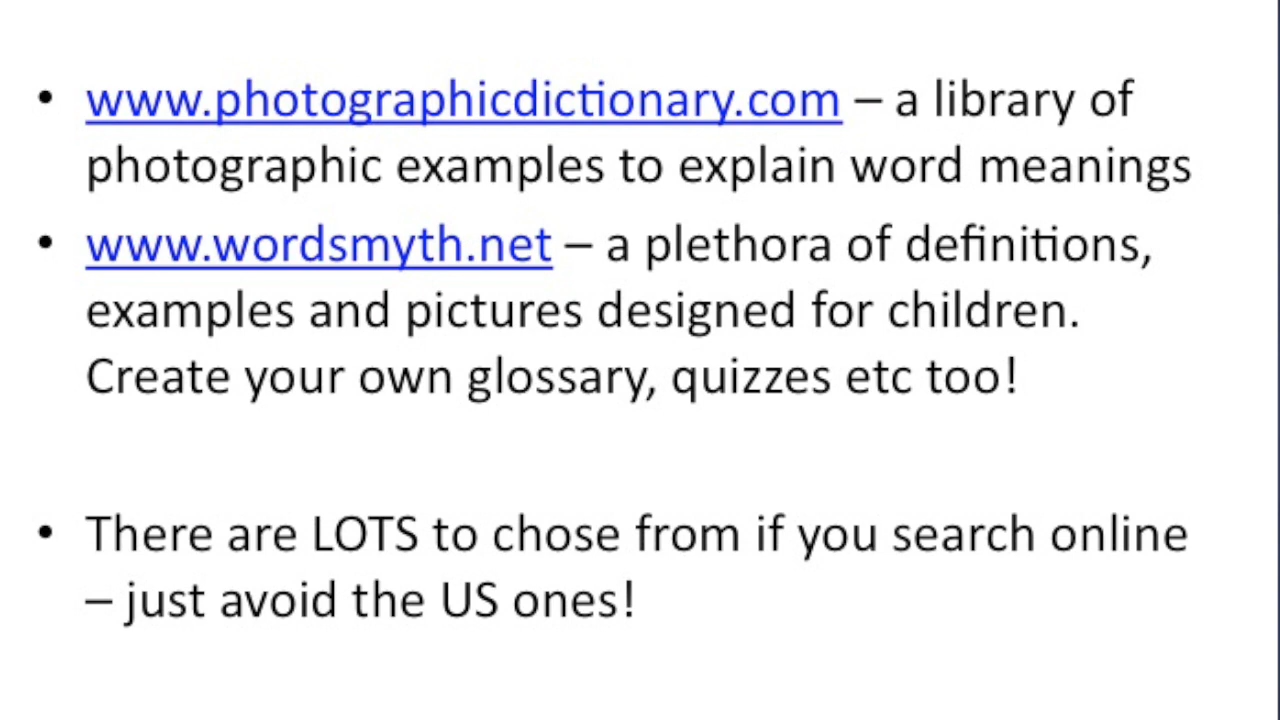 • www.photographicdictionary.com – a library of
photographic examples to explain word meanings
• www.wordsmyth.net – a plethora of definitions,
examples and pictures designed for children.
Create your own glossary, quizzes etc too!
• There are LOTS to chose from if you search online
– just avoid the US ones!